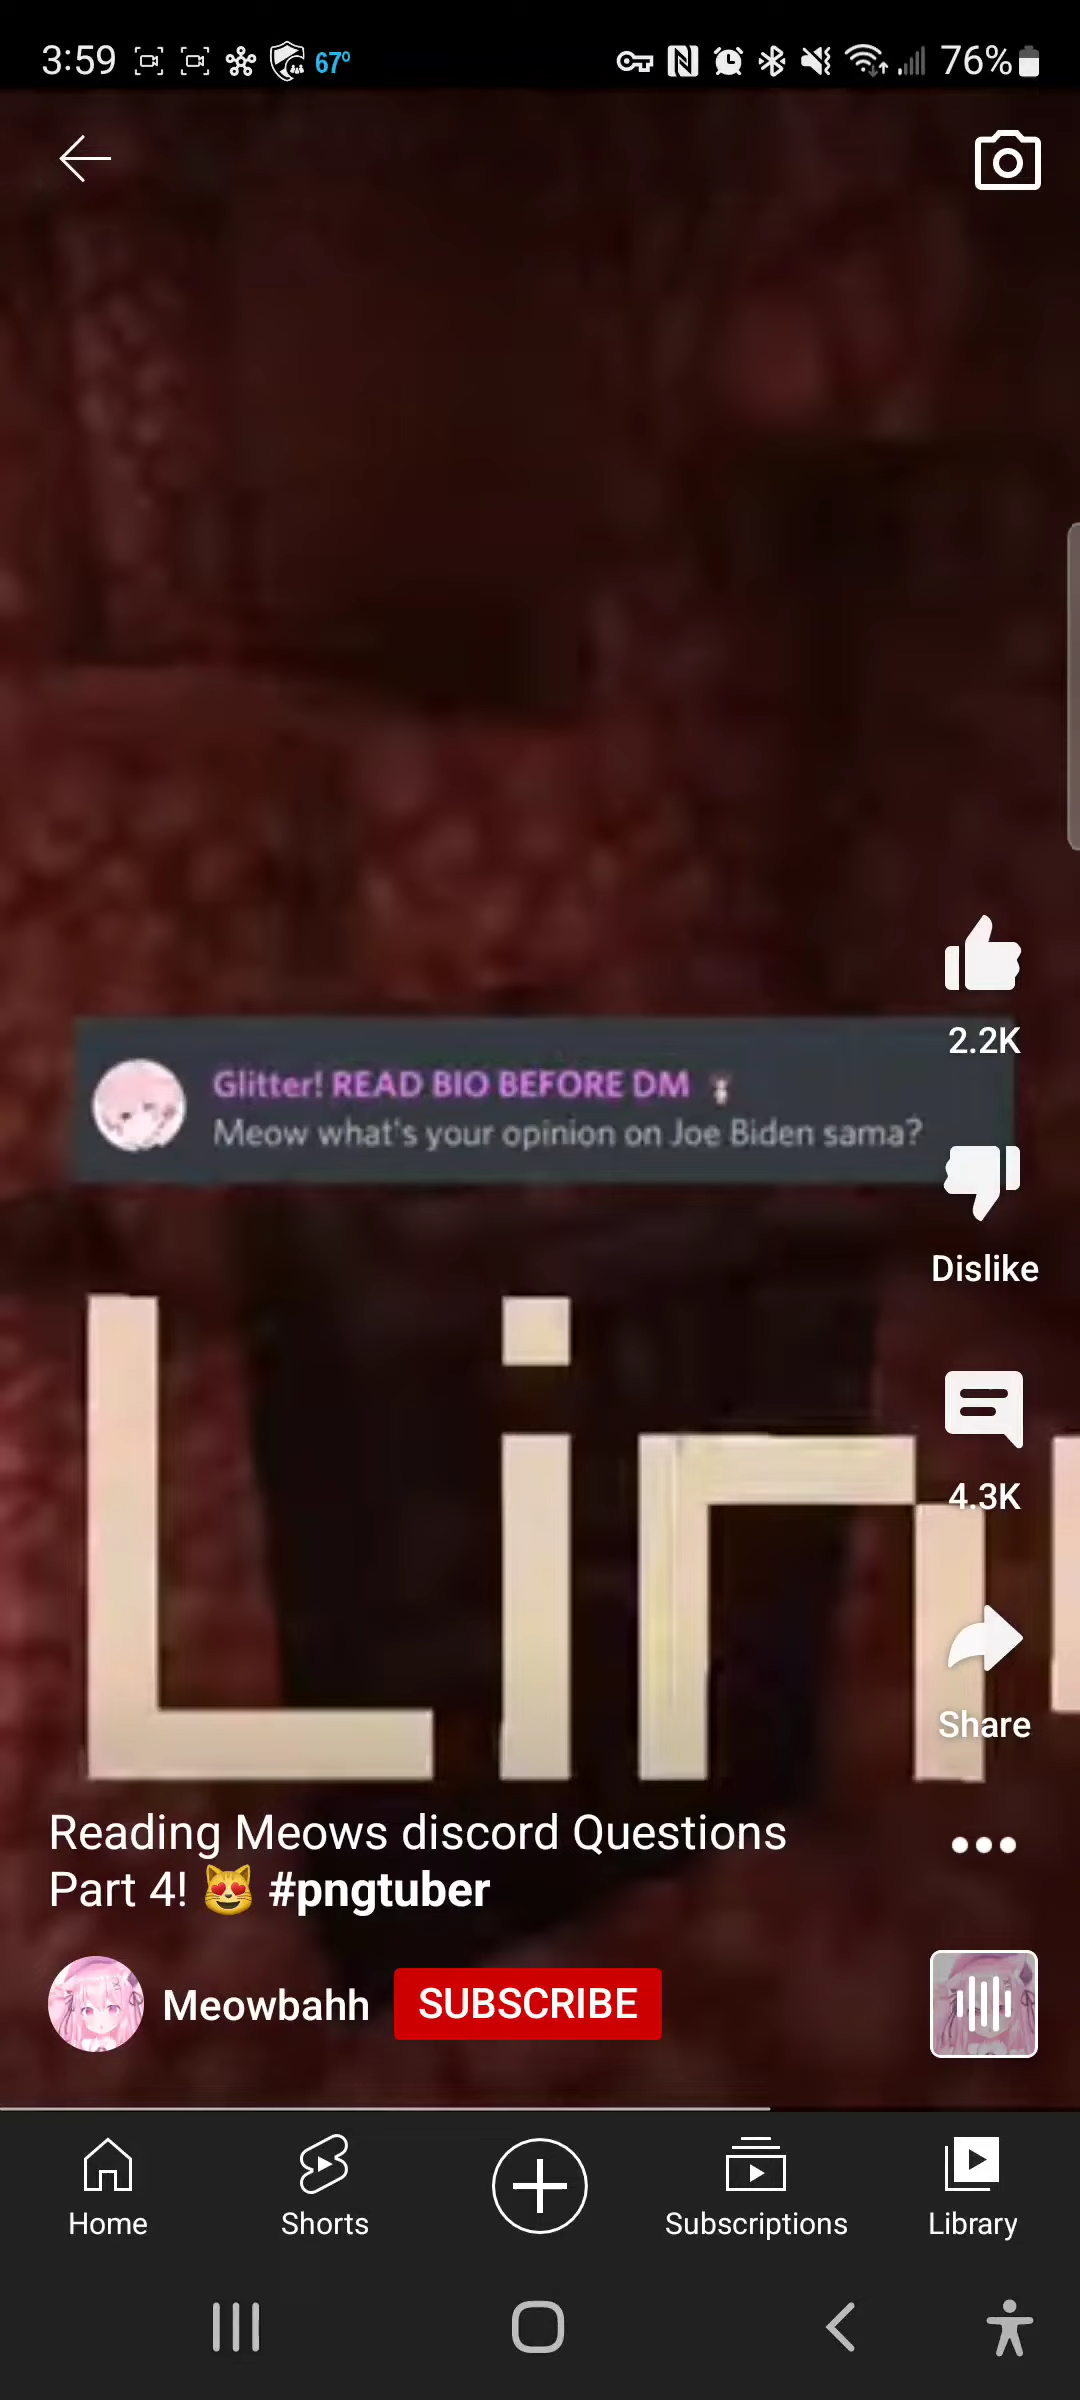 3:59 67° 76%
Glitter! READ BIO BEFORE DM
Meow what's your opinion on Joe Biden sama?
2.2K
Dislike
4.3K
Share
Reading Meows discord Questions
Part 4! 😻 #pngtuber
Meowbahh SUBSCRIBE
Home Shorts Subscriptions Library